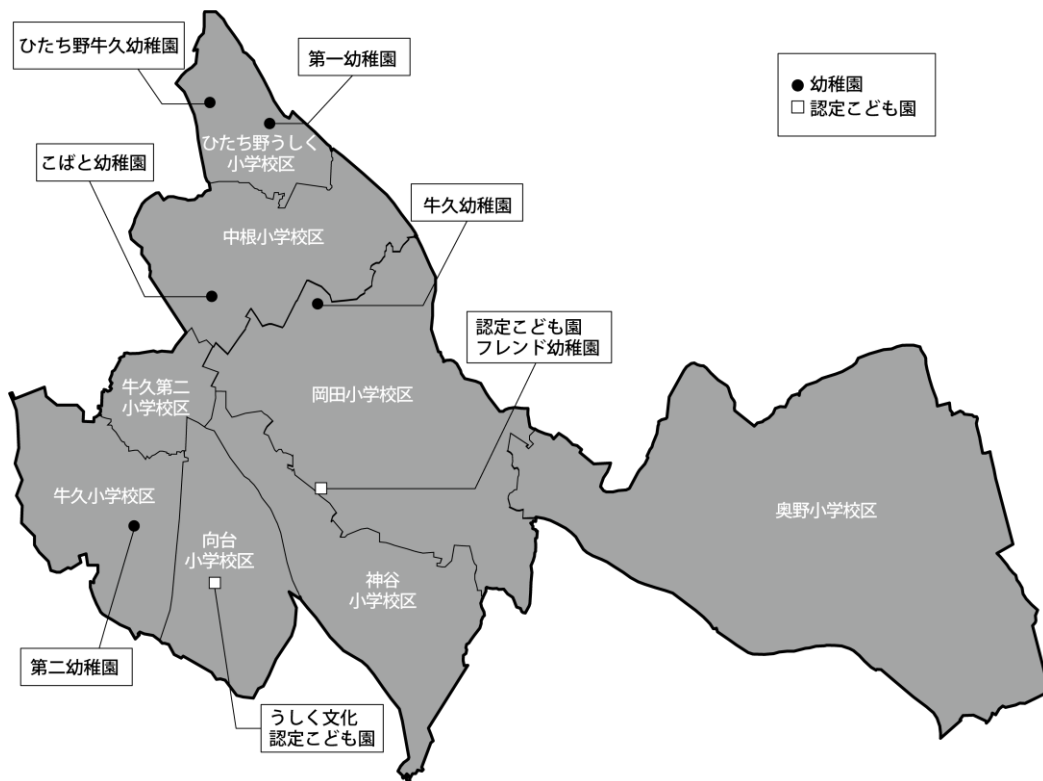 ひたち野牛久幼稚園
第一幼稚園
幼稚園
認定こども園
ひたち野うしく
小学校区
こばと幼稚園
牛久幼稚園
中根小学校区
認定こども園
フレンド幼稚園
牛久第二
小学校区
岡田小学校区
牛久小学校区
奥野小学校区
向台
小学校区
神谷
小学校区
第二幼稚園
うしく文化
認定こども園